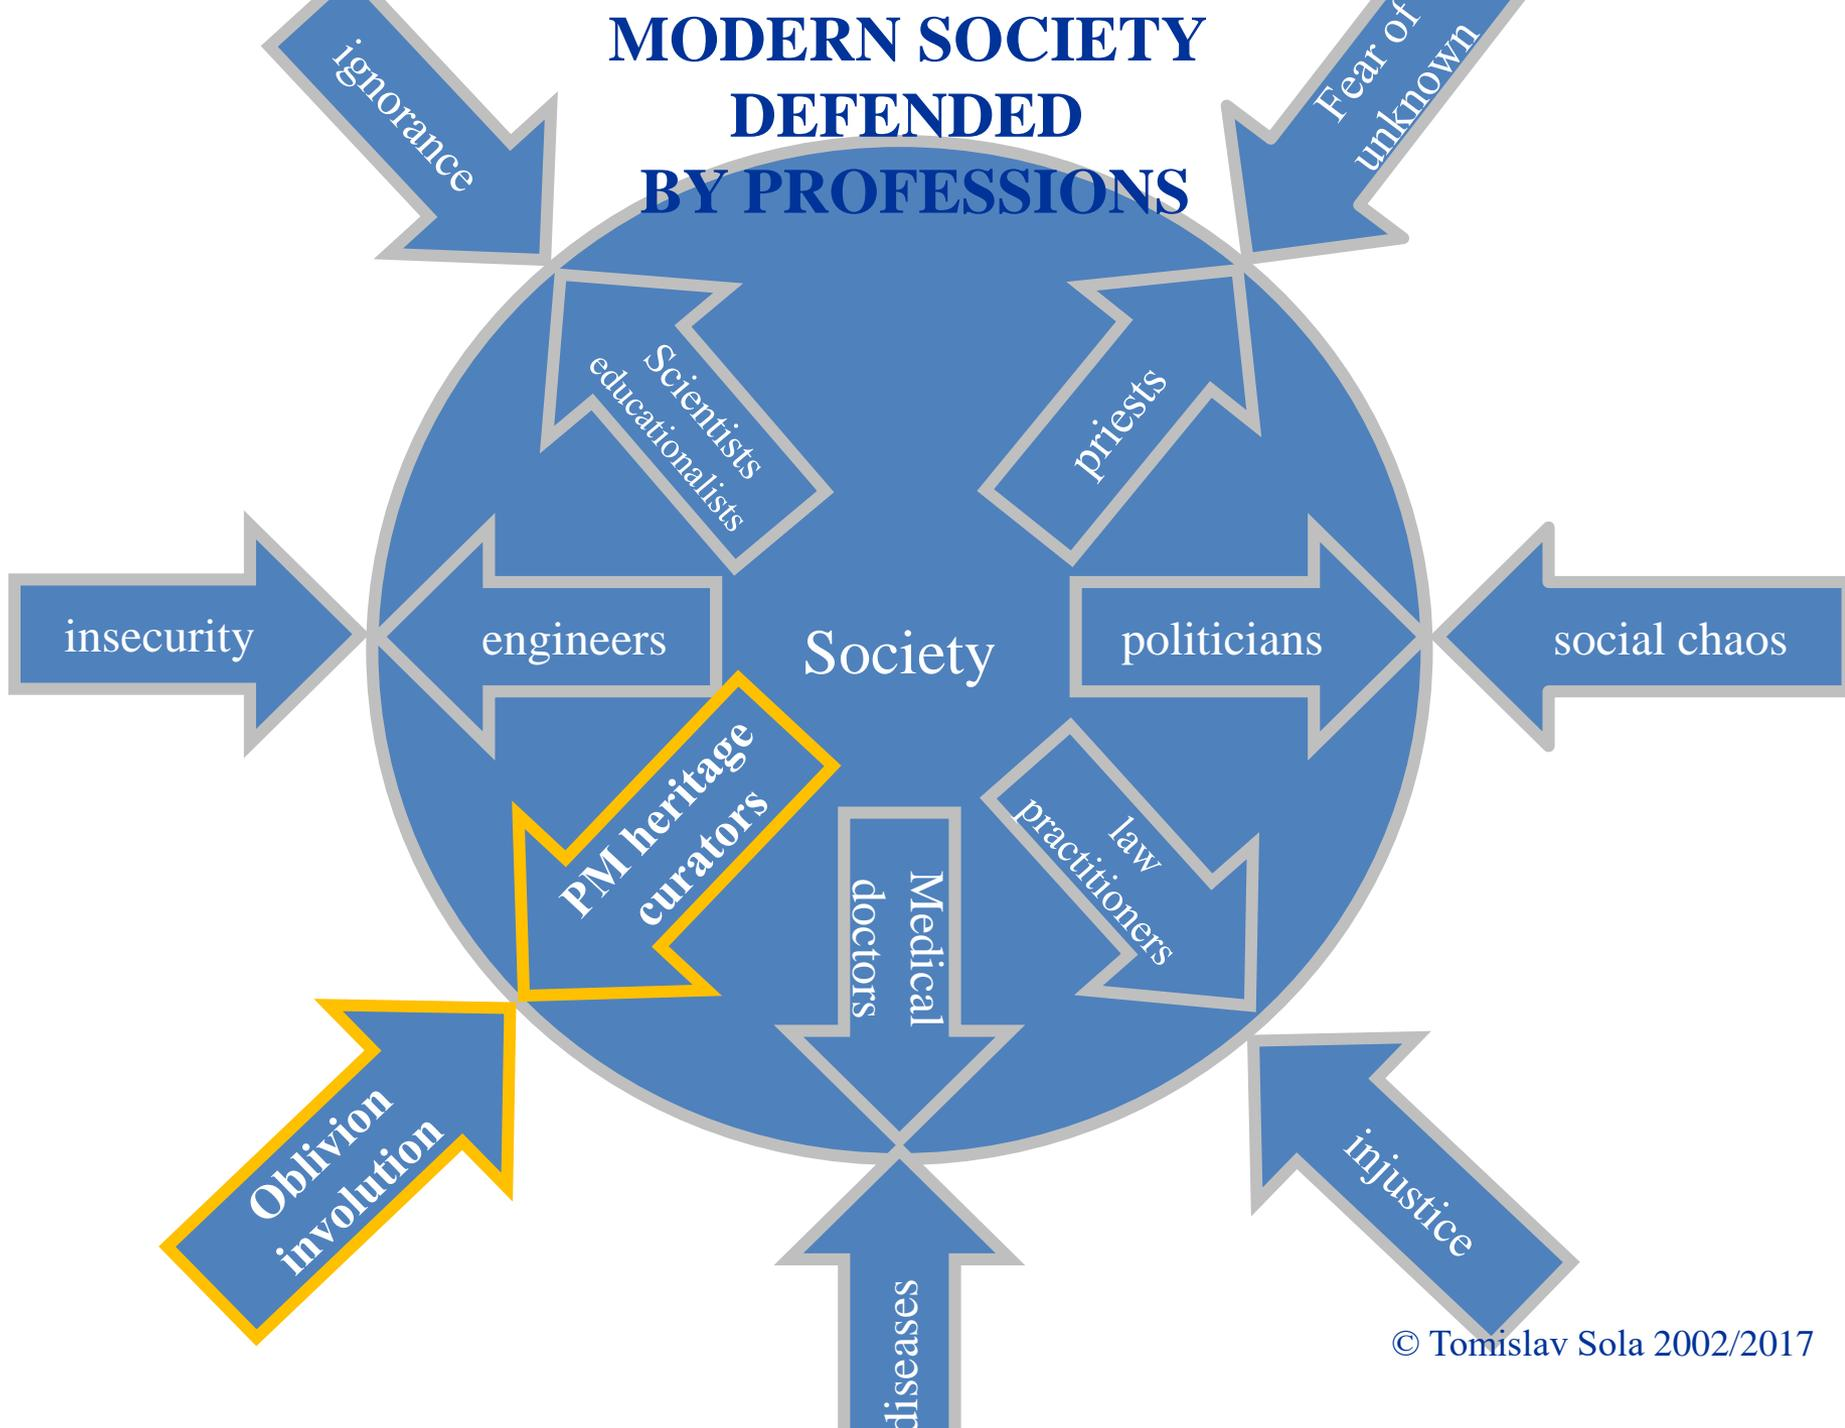 MODERN SOCIETY
DEFENDED
BY PROFESSIONS
ignorance
Fear of
unknown
Scientists
educationalists
priests
insecurity
engineers
Society
politicians
social chaos
PM heritage
curators
Medical
doctors
law
practitioners
Oblivion
involution
diseases
injustice
© Tomislav Sola 2002/2017